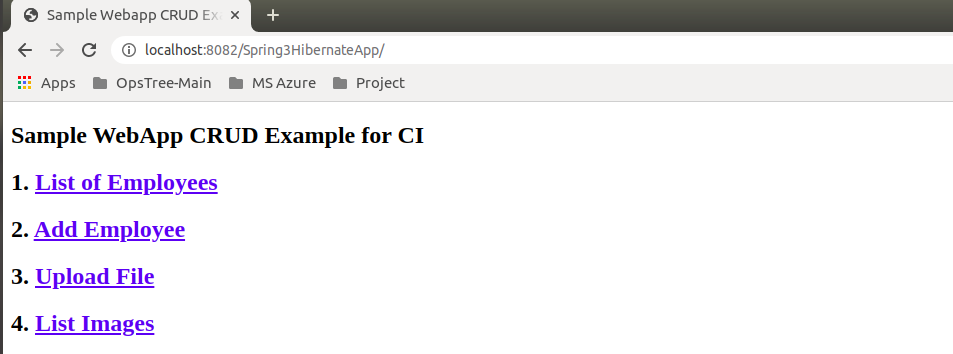 Sample Webapp CRUD Exa
localhost:8082/Spring3HibernateApp/
Apps OpsTree-Main MS Azure Project
Sample WebApp CRUD Example for CI
1. List of Employees
2. Add Employee
3. Upload File
4. List Images